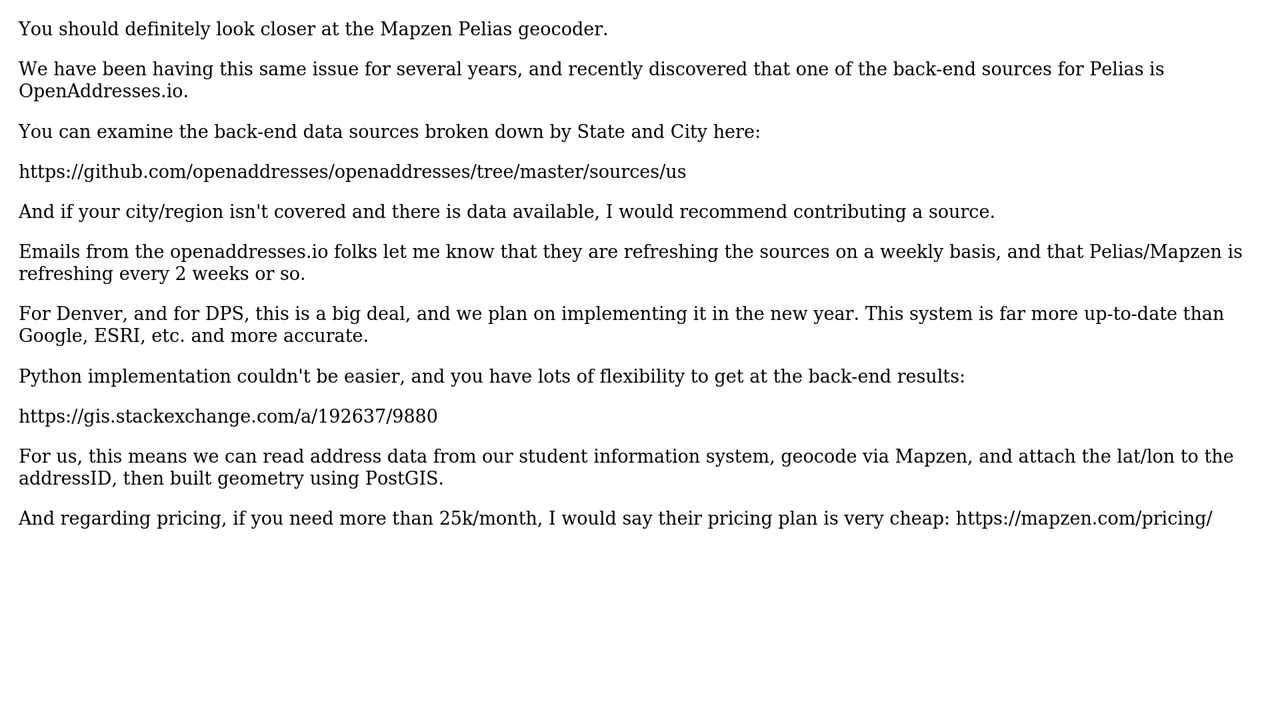 You should definitely look closer at the Mapzen Pelias geocoder.
We have been having this same issue for several years, and recently discovered that one of the back-end sources for Pelias is
OpenAddresses.io.
You can examine the back-end data sources broken down by State and City here:
https://github.com/openaddresses/openaddresses/tree/master/sources/us
And if your city/region isn't covered and there is data available, I would recommend contributing a source.
Emails from the openaddresses.io folks let me know that they are refreshing the sources on a weekly basis, and that Pelias/Mapzen is
refreshing every 2 weeks or so.
For Denver, and for DPS, this is a big deal, and we plan on implementing it in the new year. This system is far more up-to-date than
Google, ESRI, etc. and more accurate.
Python implementation couldn't be easier, and you have lots of flexibility to get at the back-end results:
https://gis.stackexchange.com/a/192637/9880
For us, this means we can read address data from our student information system, geocode via Mapzen, and attach the lat/lon to the
addressID, then built geometry using PostGIS.
And regarding pricing, if you need more than 25k/month, I would say their pricing plan is very cheap: https://mapzen.com/pricing/